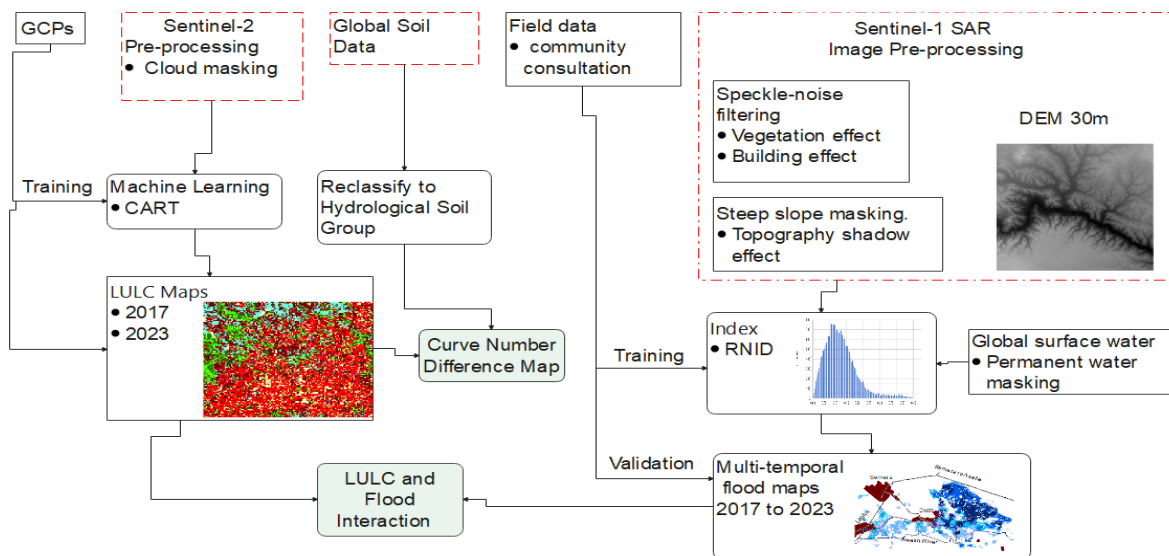 GCPs
Sentinel-2
Pre-processing
● Cloud masking
Global Soil
Data
Field data
● community
consultation
Sentinel-1 SAR
Image Pre-processing
Speckle-noise
filtering
● Vegetation effect
● Building effect
DEM 30m
Steep slope masking.
● Topography shadow
effect
Training
Machine Learning
● CART
Reclassify to
Hydrological Soil
Group
LULC Maps
● 2017
● 2023
Curve Number
Difference Map
Training
Index
● RNID
Global surface water
● Permanent water
masking
LULC and
Flood
Interaction
Validation
Multi-temporal
flood maps
2017 to 2023